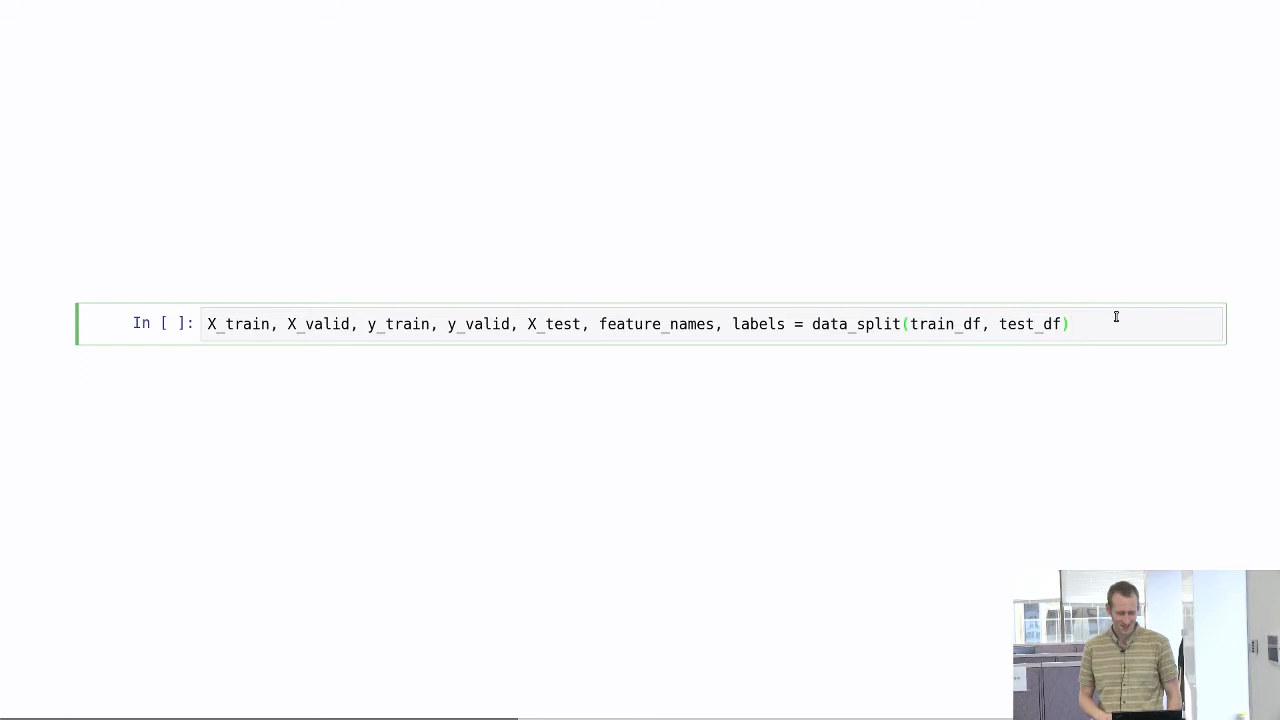 In [ ]: X_train, X_valid, y_train, y_valid, X_test, feature_names, labels = data_split(train_df, test_df)